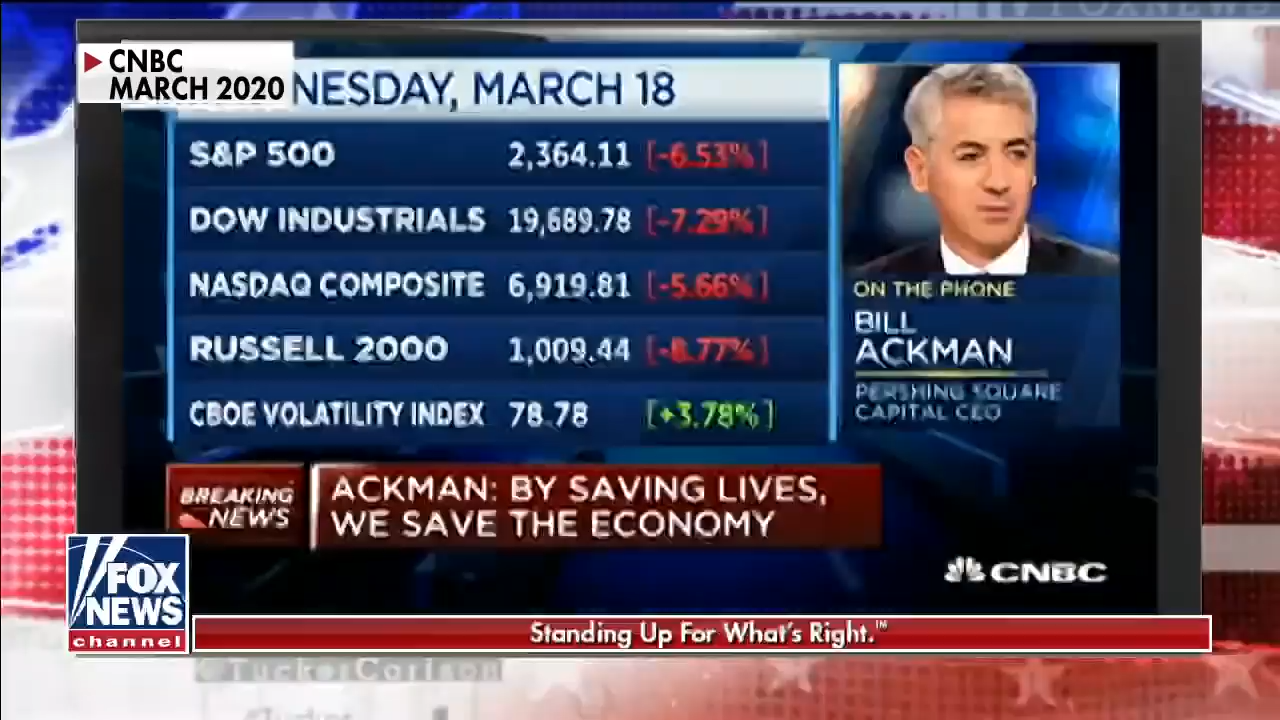 CNBC
MARCH 2020
NESDAY, MARCH 18
S&P 500 2,364.11 [-6.53%]
DOW INDUSTRIALS 19,689.78 [-7.29%]
NASDAQ COMPOSITE 6,919.81 [-5.66%]
RUSSELL 2000 1,009.44 [-8.77%]
CBOE VOLATILITY INDEX 78.78 [+3.78%]
ON THE PHONE
BILL
ACKMAN
PERSHING SQUARE
CAPITAL CEO
BREAKING
NEWS
ACKMAN: BY SAVING LIVES,
WE SAVE THE ECONOMY
CNBC
FOX
NEWS
channel
Standing Up For What's Right.™
@TuckerCarlson